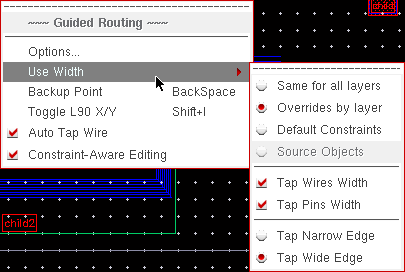 child
~~~ Guided Routing ~~~
Options...
Use Width
Backup Point BackSpace
Toggle L90 X/Y Shift+I
Auto Tap Wire
Constraint-Aware Editing
Same for all layers
Overrides by layer
Default Constraints
Source Objects
Tap Wires Width
Tap Pins Width
Tap Narrow Edge
Tap Wide Edge
child2